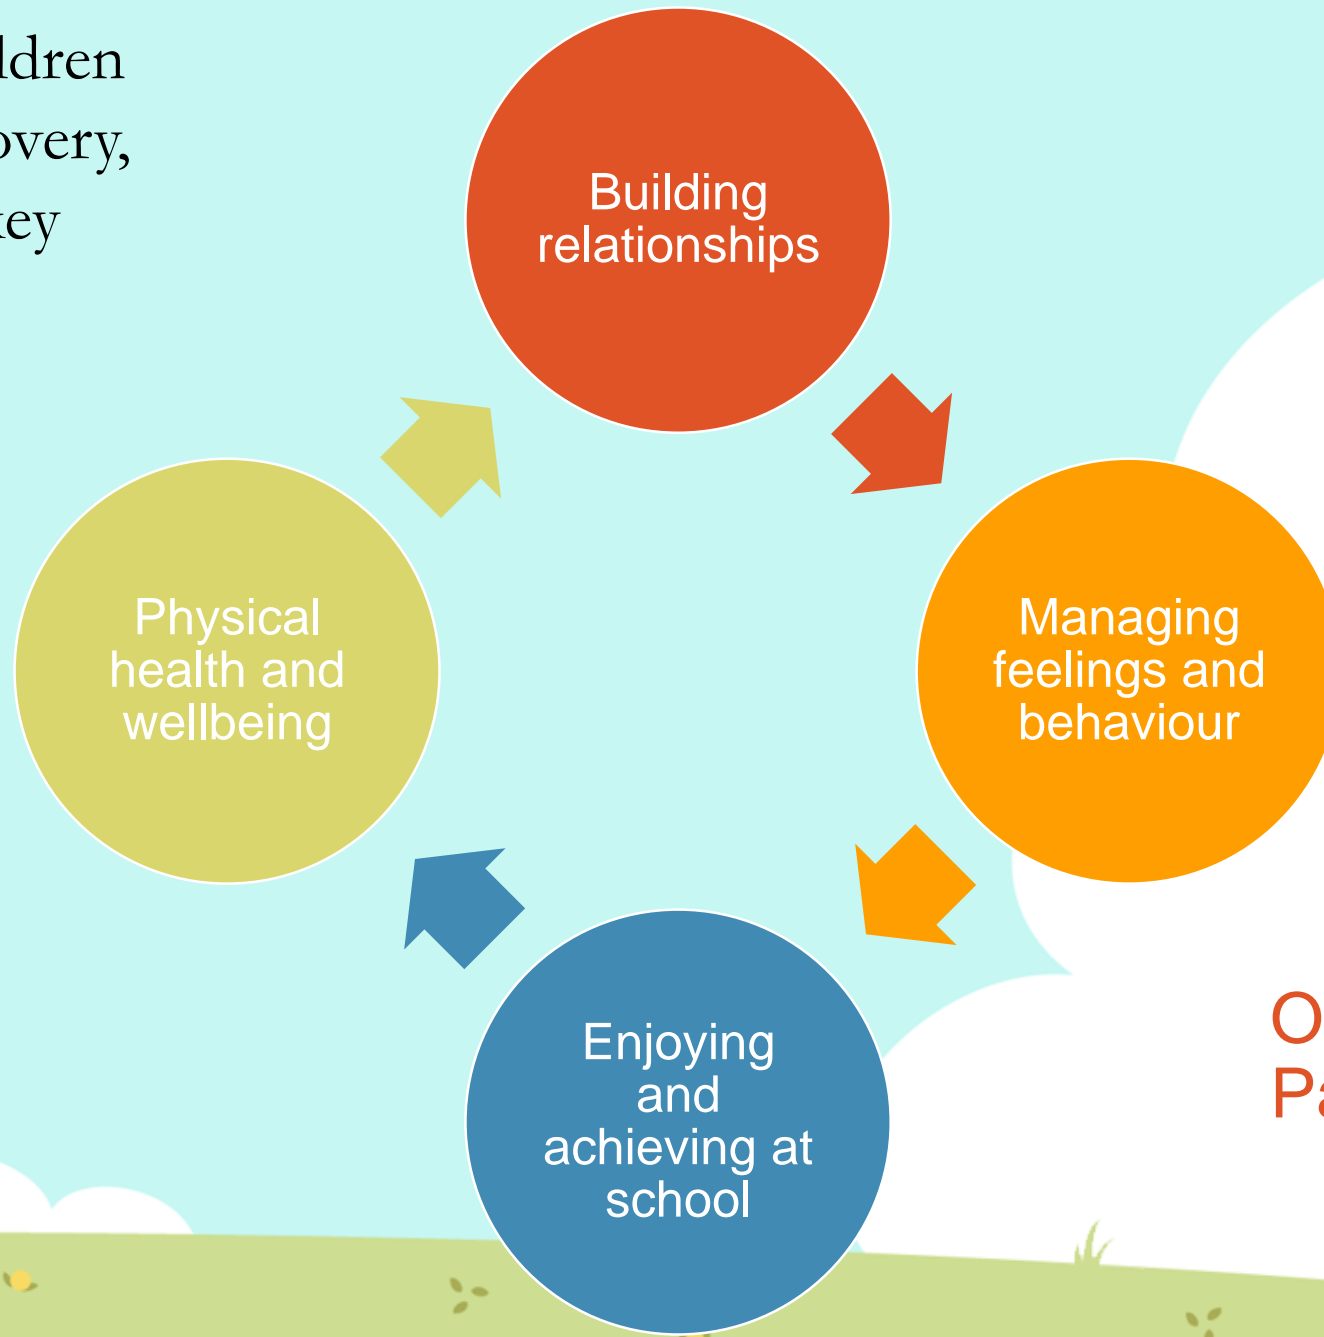 ldren
overy,
key
Building
relationships
Physical
health and
wellbeing
Managing
feelings and
behaviour
Enjoying
and
achieving at
school
O
Pa